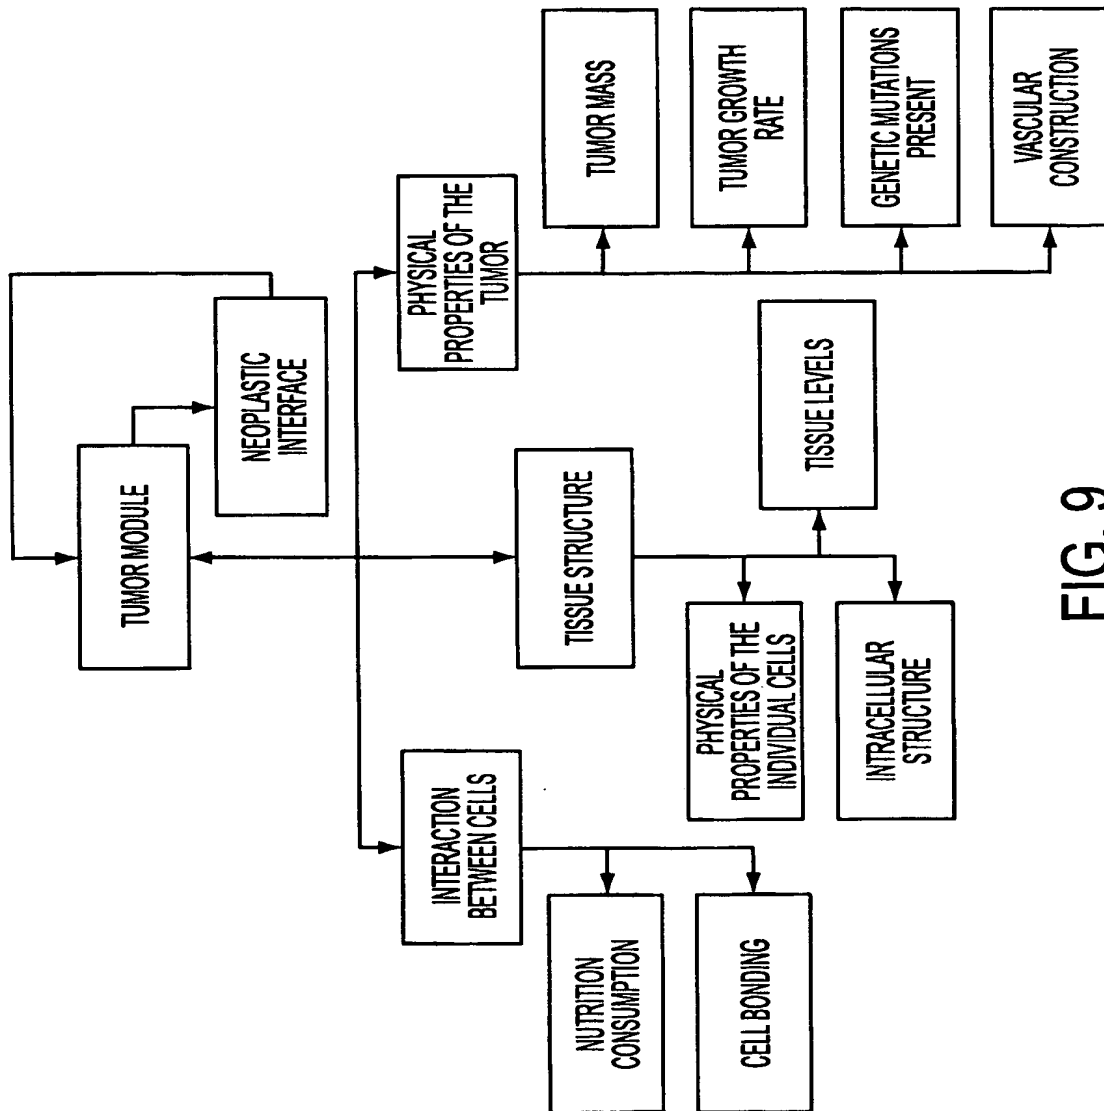 TUMOR MODULE
NEOPLASTIC
INTERFACE
INTERACTION
BETWEEN CELLS
NUTRITION
CONSUMPTION
CELL BONDING
TISSUE STRUCTURE
PHYSICAL
PROPERTIES OF THE
INDIVIDUAL CELLS
INTRACELLULAR
STRUCTURE
TISSUE LEVELS
PHYSICAL
PROPERTIES OF THE
TUMOR
TUMOR MASS
TUMOR GROWTH
RATE
GENETIC MUTATIONS
PRESENT
VASCULAR
CONSTRUCTION
FIG. 9